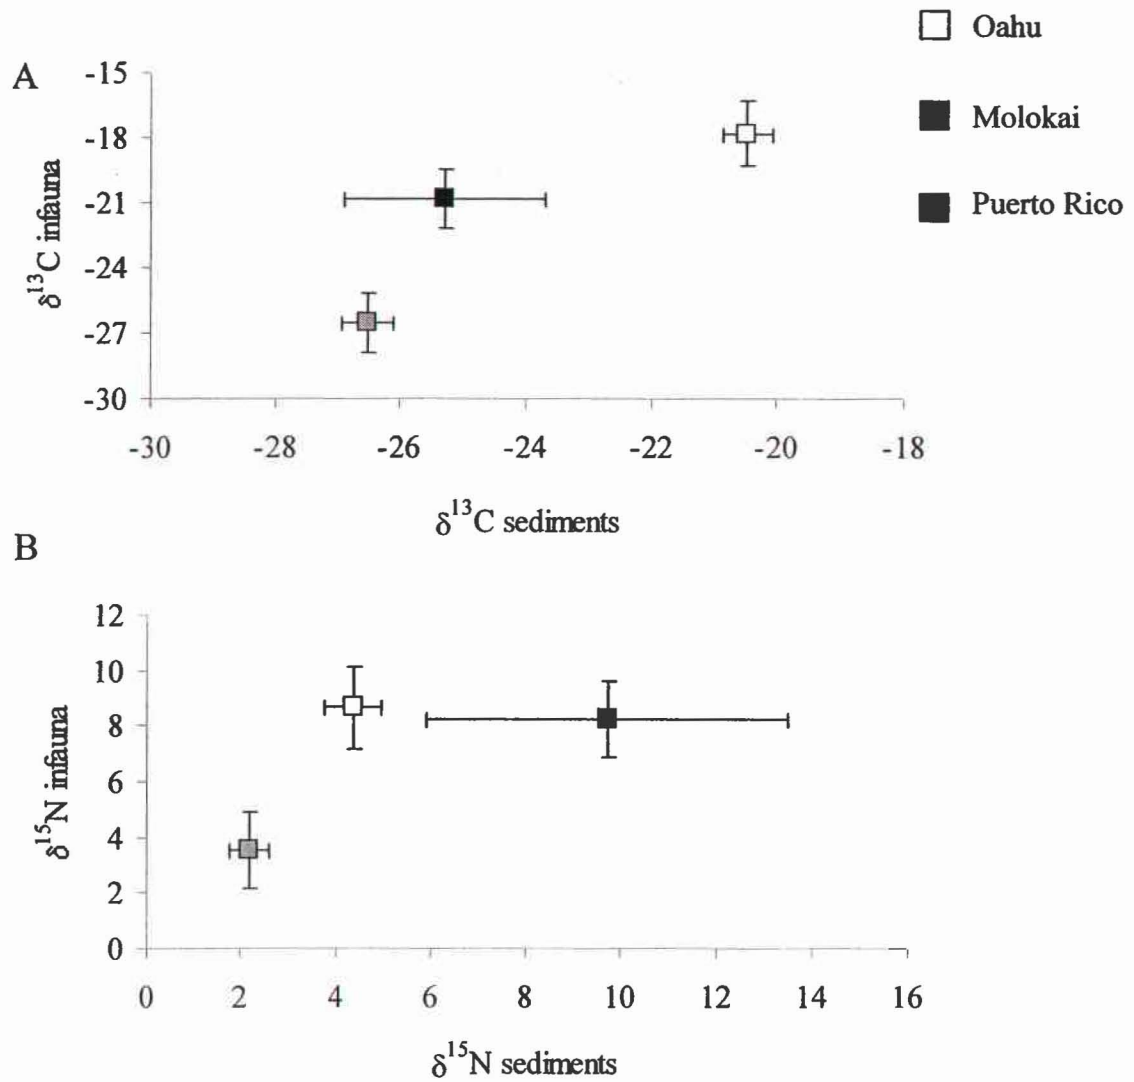 Oahu
Molokai
Puerto Rico
A
-15
-18
-21
-24
-27
-30
δ13C infauna
-30 -28 -26 -24 -22 -20 -18
δ13C sediments
B
12
10
8
6
4
2
0
δ15N infauna
0 2 4 6 8 10 12 14 16
δ15N sediments